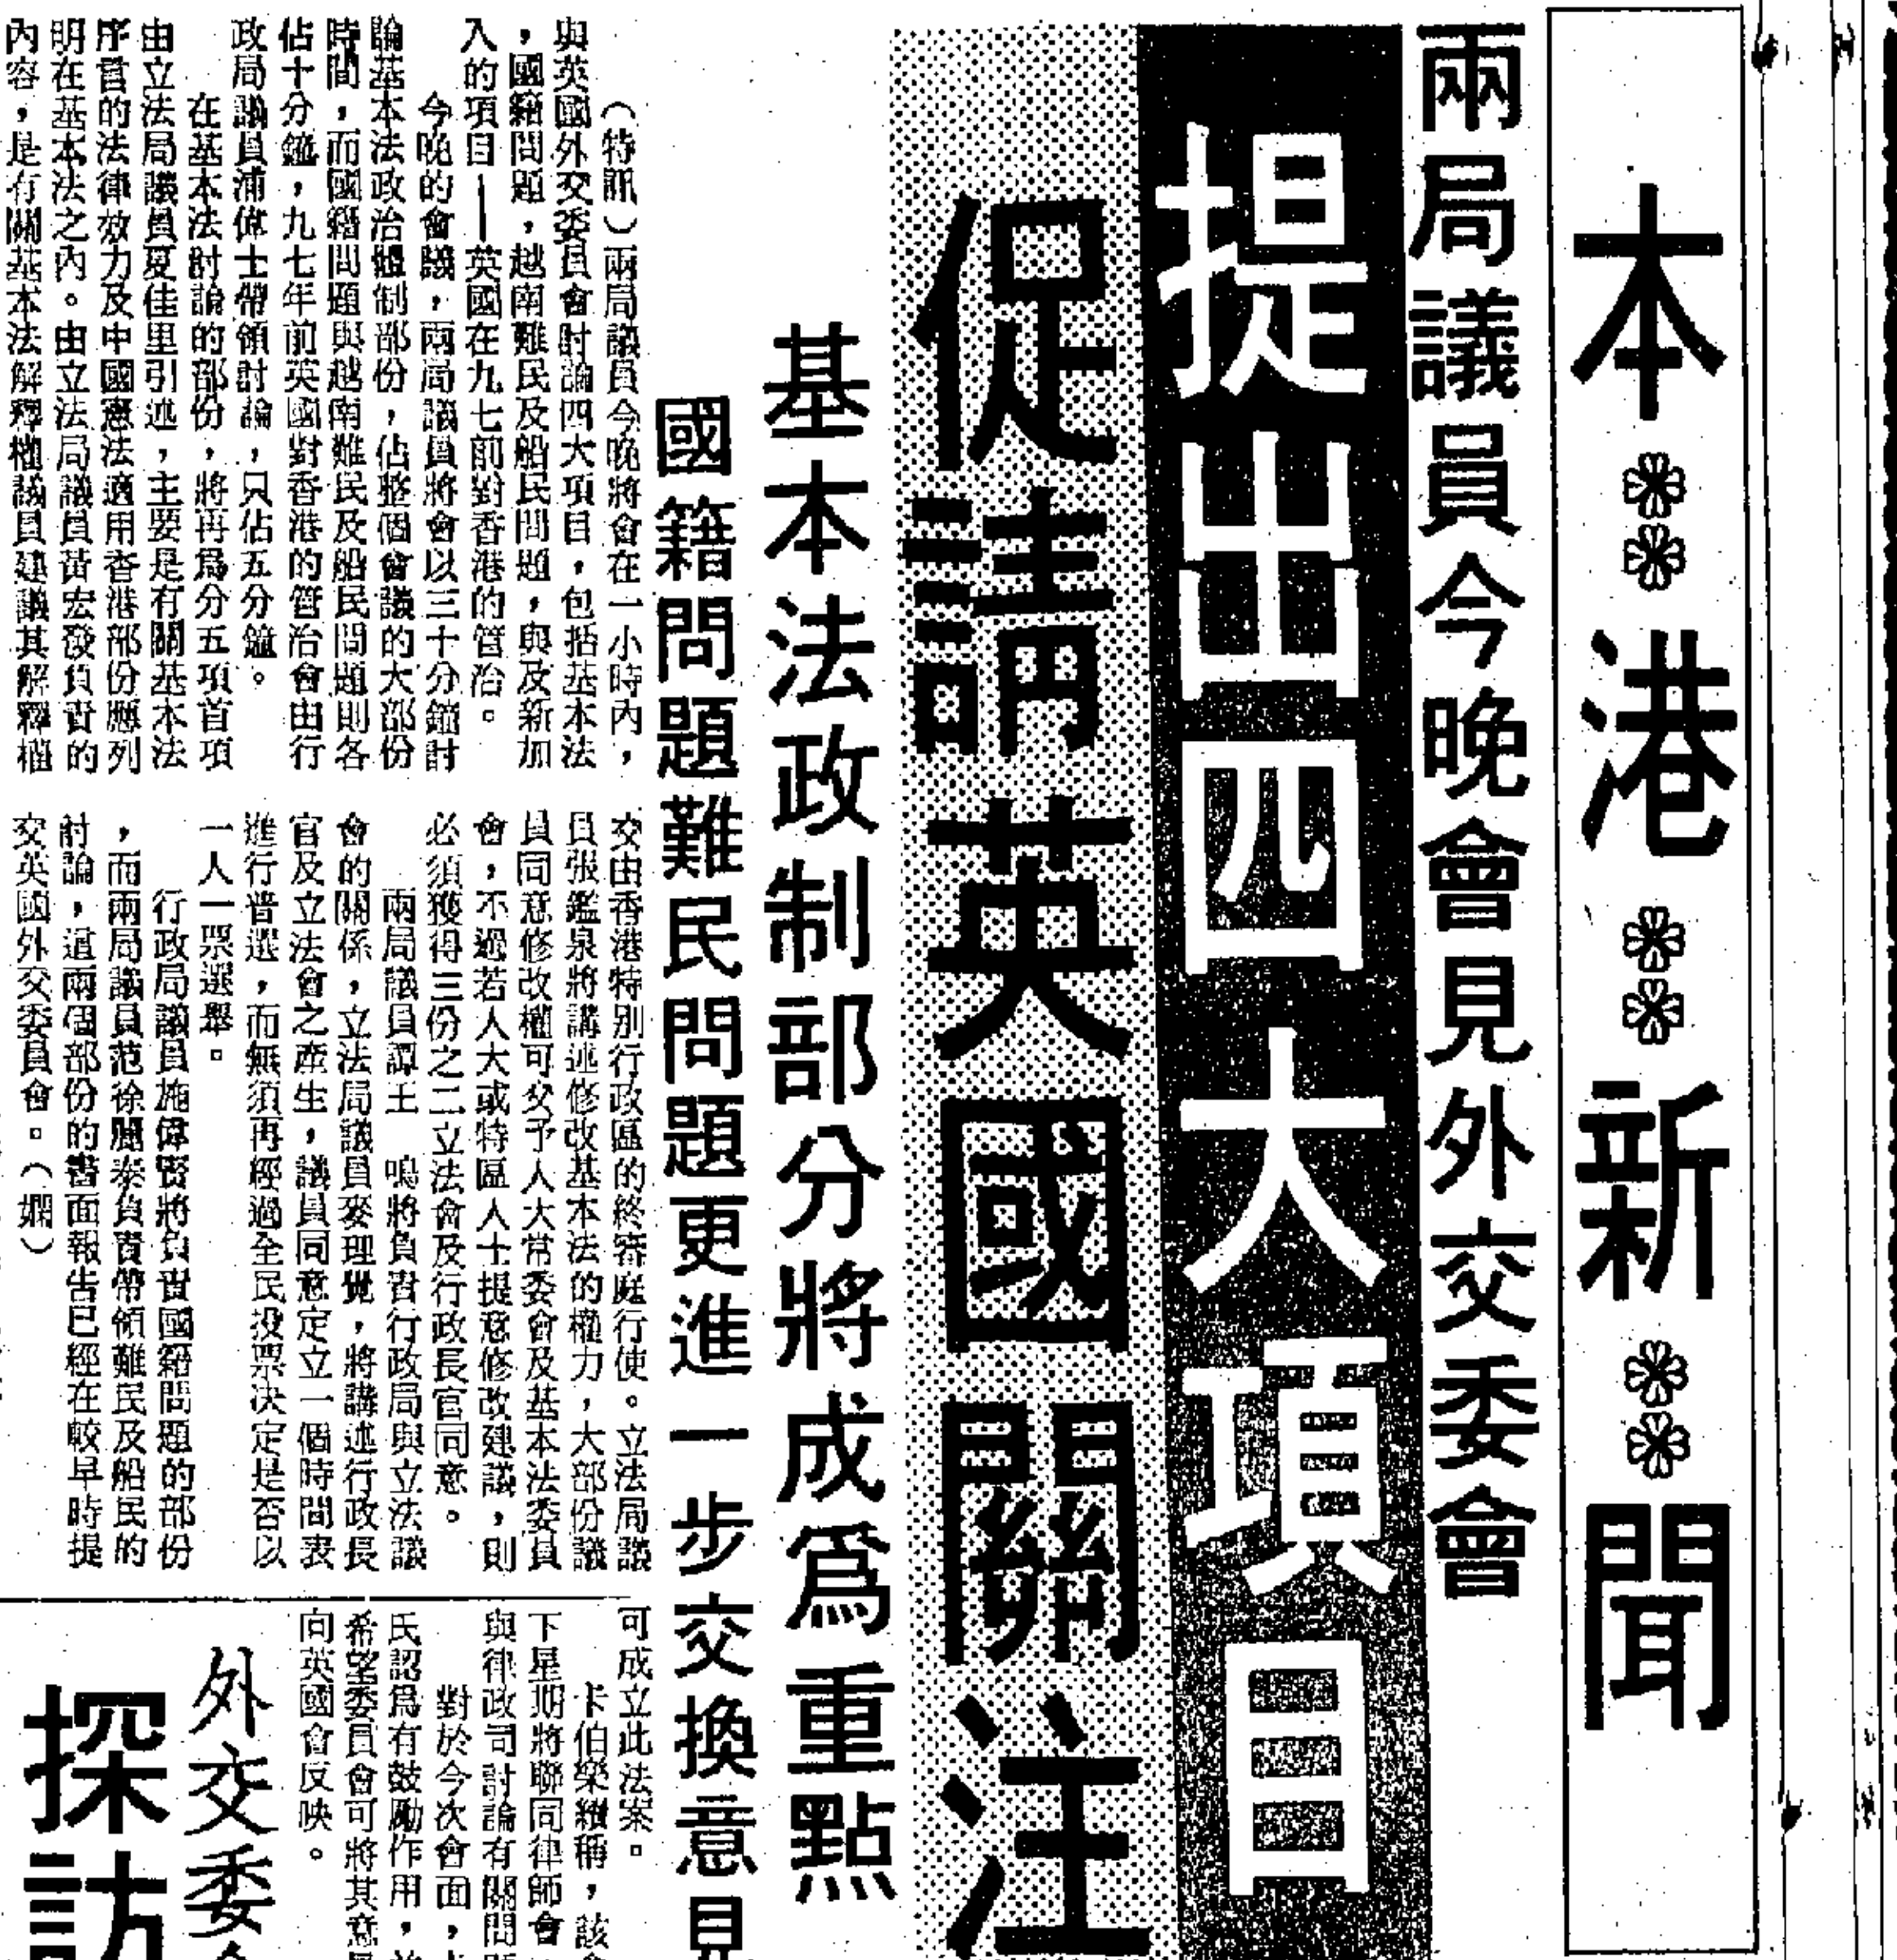 本港新聞
兩局議員今晚會見外交委會
提出四大項目
促請英國關注
基本法政制部分將成爲重點
國籍問題難民問題更進一步交換意見
（特訊）兩局議員今晚將會在一小時內，
與英國外交委員會討論四大項目，包括基本法
，國籍問題，越南難民及船民問題，與及新加
入的項目——英國在九七前對香港的管治。
今晚的會議，兩局議員將會以三十分鐘討
論基本法政治體制部份，佔整個會議的大部份
時間，而國籍問題與越南難民及船民問題則各
佔十分鐘，九七年前英國對香港的管治會由行
政局議員浦偉士帶領討論，只佔五分鐘。
在基本法討論的部份，將再爲分五項首項
由立法局議員夏佳里引述，主要是有關基本法
序言的法律效力及中國憲法適用香港部份應列
明在基本法之內。由立法局議員黃宏發負責的
內容，是有關基本法解釋權議員建議其解釋權
交由香港特別行政區的終審庭行使。立法局議
員張鑑泉將講述修改基本法的權力，大部份議
員同意修改權可交予人大常委會及基本法委員
會，不過若人大或特區人士提意修改建議，則
必須獲得三份之二立法會及行政長官同意。
兩局議員譚王　鳴將負責行政局與立法議
會的關係，立法局議員麥理覺，將講述行政長
官及立法會之產生，議員同意定立一個時間表
進行普選，而無須再經過全民投票決定是否以
一人一票選舉。
行政局議員施偉賢將負責國籍問題的部份
，而兩局議員范徐麗泰負責帶領難民及船民的
討論，這兩個部份的書面報告已經在較早時提
交英國外交委員會。（嫻）
可成立此法案。
卡伯樂續稱，該
下星期將聯同律師會
與律政司討論有關問
對於今次會面，
氏認爲有鼓勵作用，
希望委員會可將其意
向英國會反映。
外交委
探訪